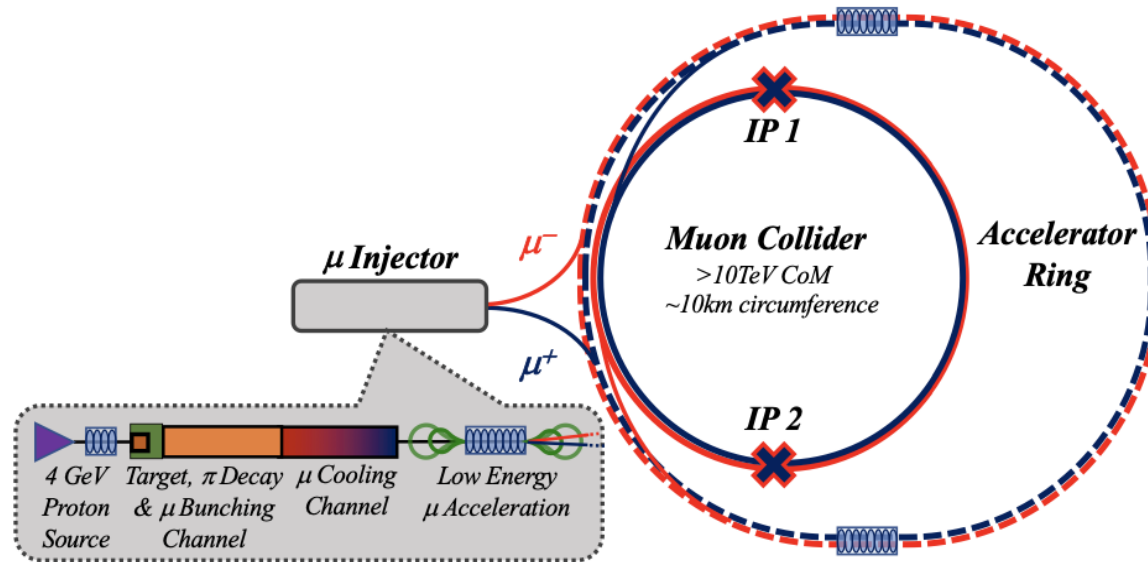 IP 1
μ⁻
μ Injector
Muon Collider
>10TeV CoM
~10km circumference
Accelerator
Ring
μ⁺
IP 2
4 GeV
Proton
Source
Target, π Decay
& μ Bunching
Channel
μ Cooling
Channel
Low Energy
μ Acceleration